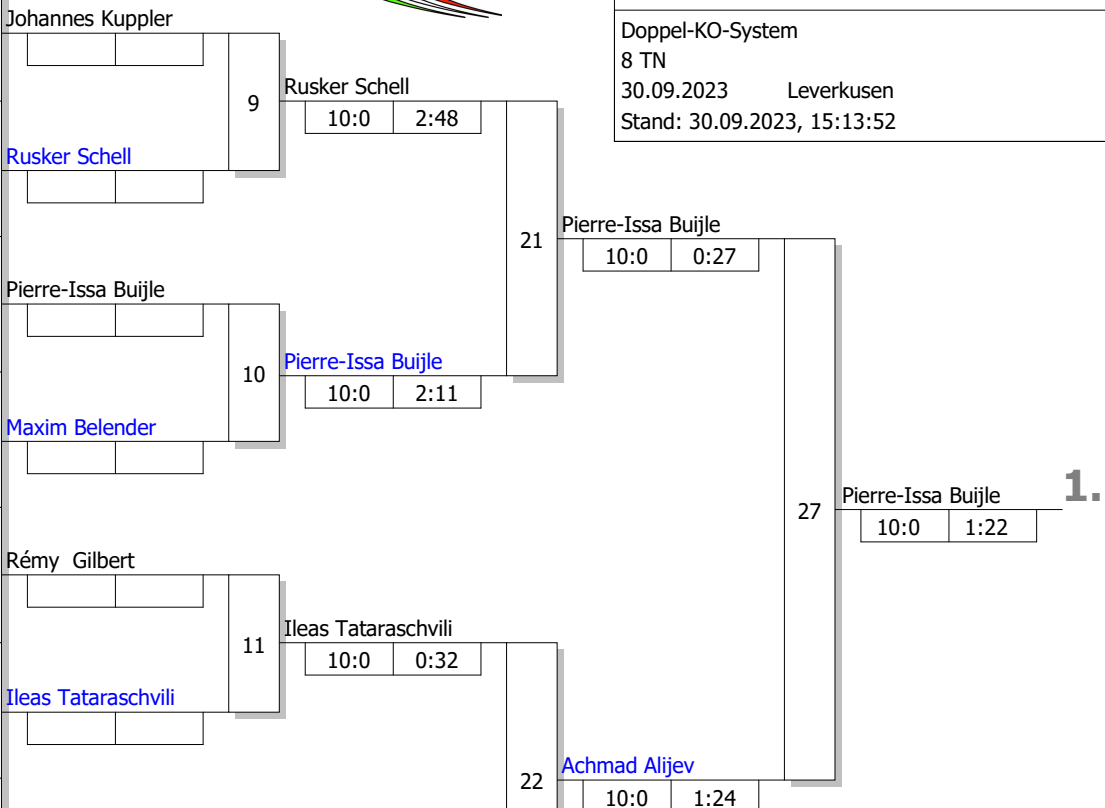 Johannes Kuppler
Doppel-KO-System
8 TN
30.09.2023 Leverkusen
Stand: 30.09.2023, 15:13:52
9
Rusker Schell
10:0 2:48
Rusker Schell
21
Pierre-Issa Buijle
10:0 0:27
Pierre-Issa Buijle
10
Pierre-Issa Buijle
10:0 2:11
Maxim Belender
27
Pierre-Issa Buijle
1.
10:0 1:22
Rémy  Gilbert
11
Ileas Tataraschvili
10:0 0:32
Ileas Tataraschvili
22
Achmad Alijev
10:0 1:24